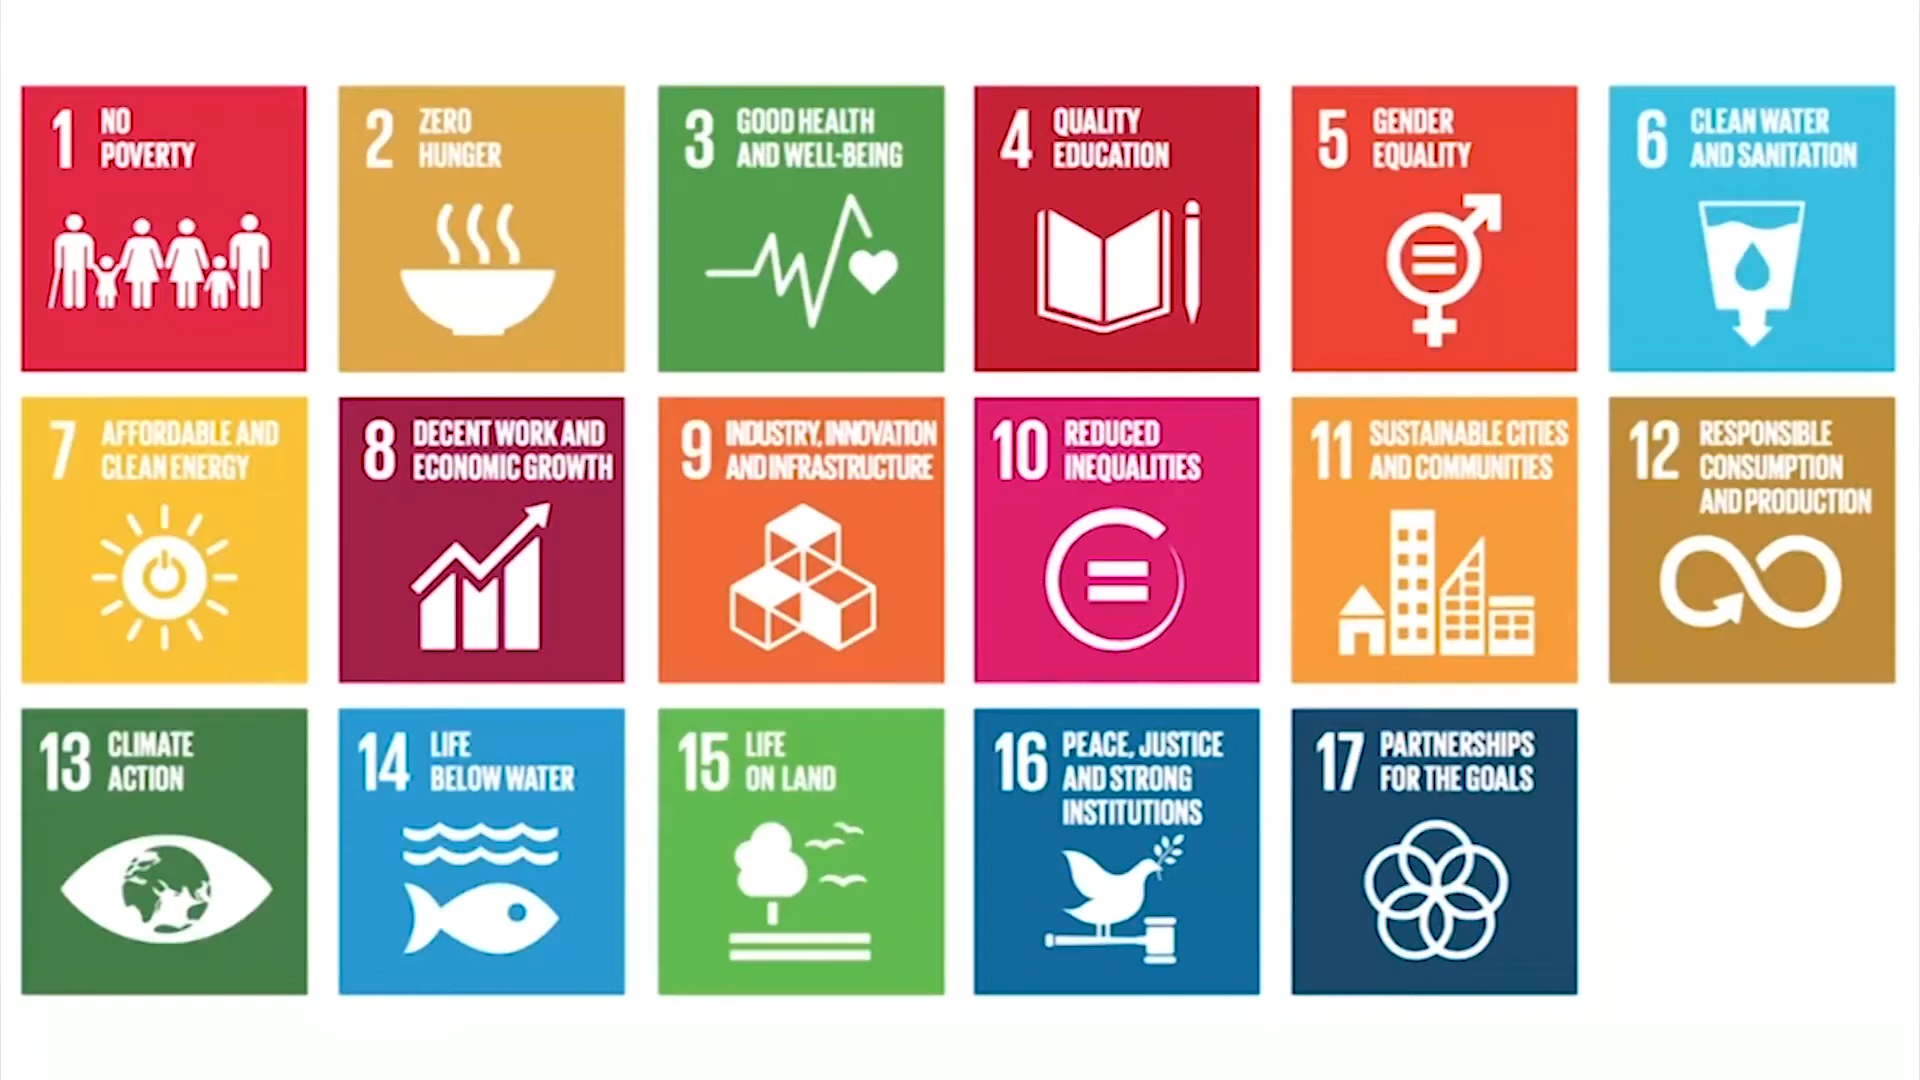 1 NO
POVERTY
2 ZERO
HUNGER
3 GOOD HEALTH
AND WELL-BEING
4 QUALITY
EDUCATION
5 GENDER
EQUALITY
6 CLEAN WATER
AND SANITATION
7 AFFORDABLE AND
CLEAN ENERGY
8 DECENT WORK AND
ECONOMIC GROWTH
9 INDUSTRY, INNOVATION
AND INFRASTRUCTURE
10 REDUCED
INEQUALITIES
11 SUSTAINABLE CITIES
AND COMMUNITIES
12 RESPONSIBLE
CONSUMPTION
AND PRODUCTION
13 CLIMATE
ACTION
14 LIFE
BELOW WATER
15 LIFE
ON LAND
16 PEACE, JUSTICE
AND STRONG
INSTITUTIONS
17 PARTNERSHIPS
FOR THE GOALS